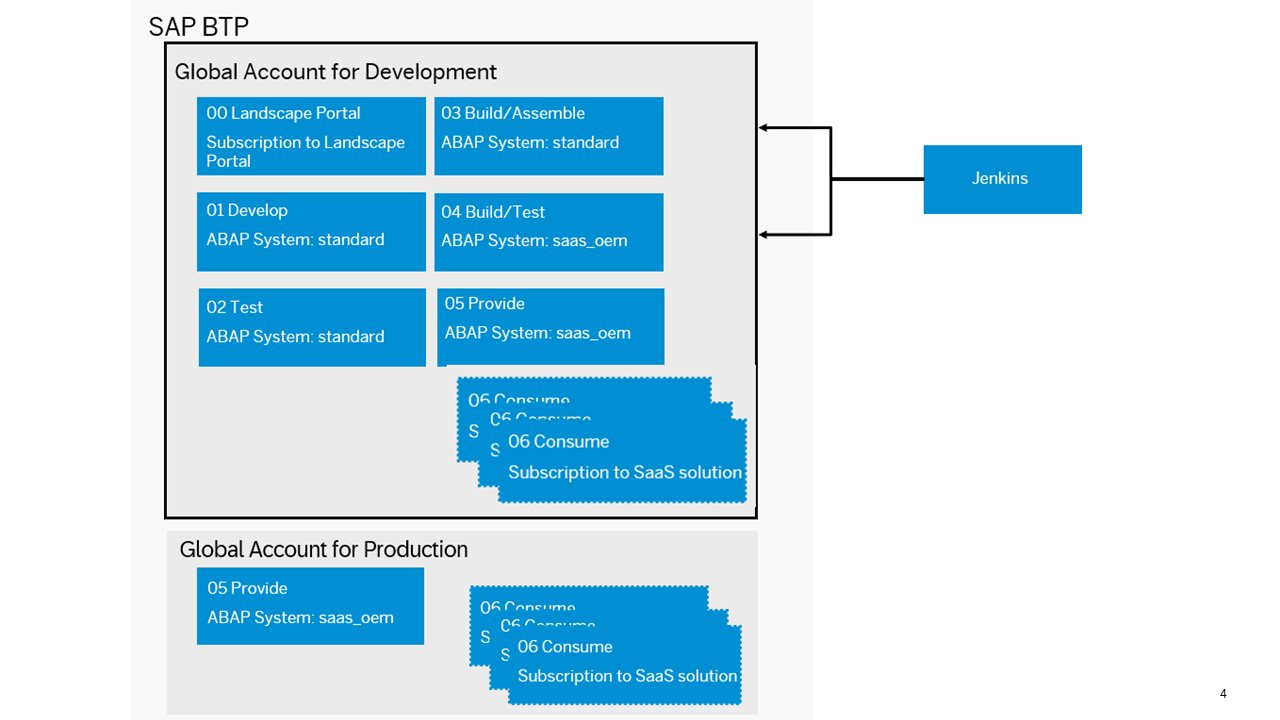 SAP BTP
Global Account for Development
00 Landscape Portal
Subscription to Landscape
Portal
03 Build/Assemble
ABAP System: standard
01 Develop
ABAP System: standard
04 Build/Test
ABAP System: saas_oem
02 Test
ABAP System: standard
05 Provide
ABAP System: saas_oem
06 Consume
S
06 Consume
S
06 Consume
Subscription to SaaS solution
Jenkins
Global Account for Production
05 Provide
ABAP System: saas_oem
06 Consume
S
06 Consume
S
06 Consume
Subscription to SaaS solution
4